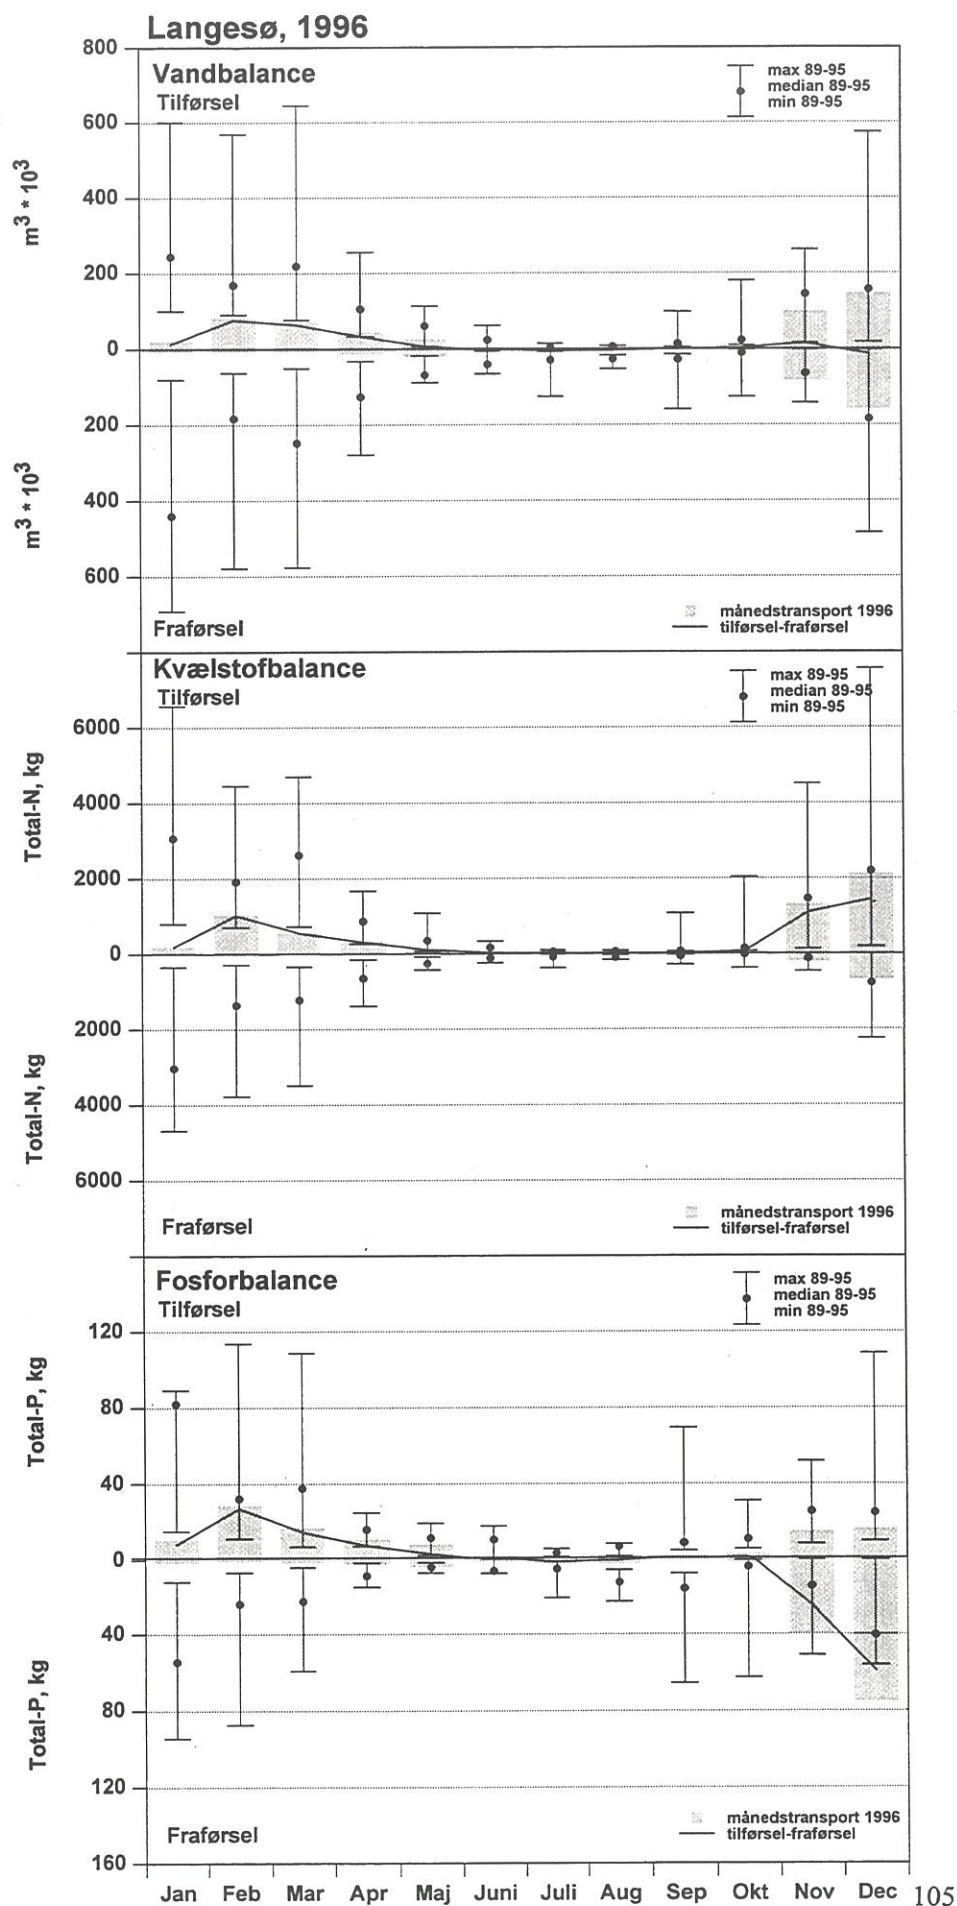 Langesø, 1996
800
Vandbalance
Tilførsel
max 89-95
median 89-95
min 89-95
600
400
200
0
200
400
600
m³ * 10³
m³ * 10³
Fraførsel
månedstransport 1996
tilførsel-fraførsel
Kvælstofbalance
Tilførsel
max 89-95
median 89-95
min 89-95
6000
4000
2000
0
2000
4000
6000
Total-N, kg
Total-N, kg
Fraførsel
månedstransport 1996
tilførsel-fraførsel
Fosforbalance
Tilførsel
max 89-95
median 89-95
min 89-95
120
80
40
0
40
80
120
160
Total-P, kg
Total-P, kg
Fraførsel
månedstransport 1996
tilførsel-fraførsel
Jan Feb Mar Apr Maj Juni Juli Aug Sep Okt Nov Dec
105